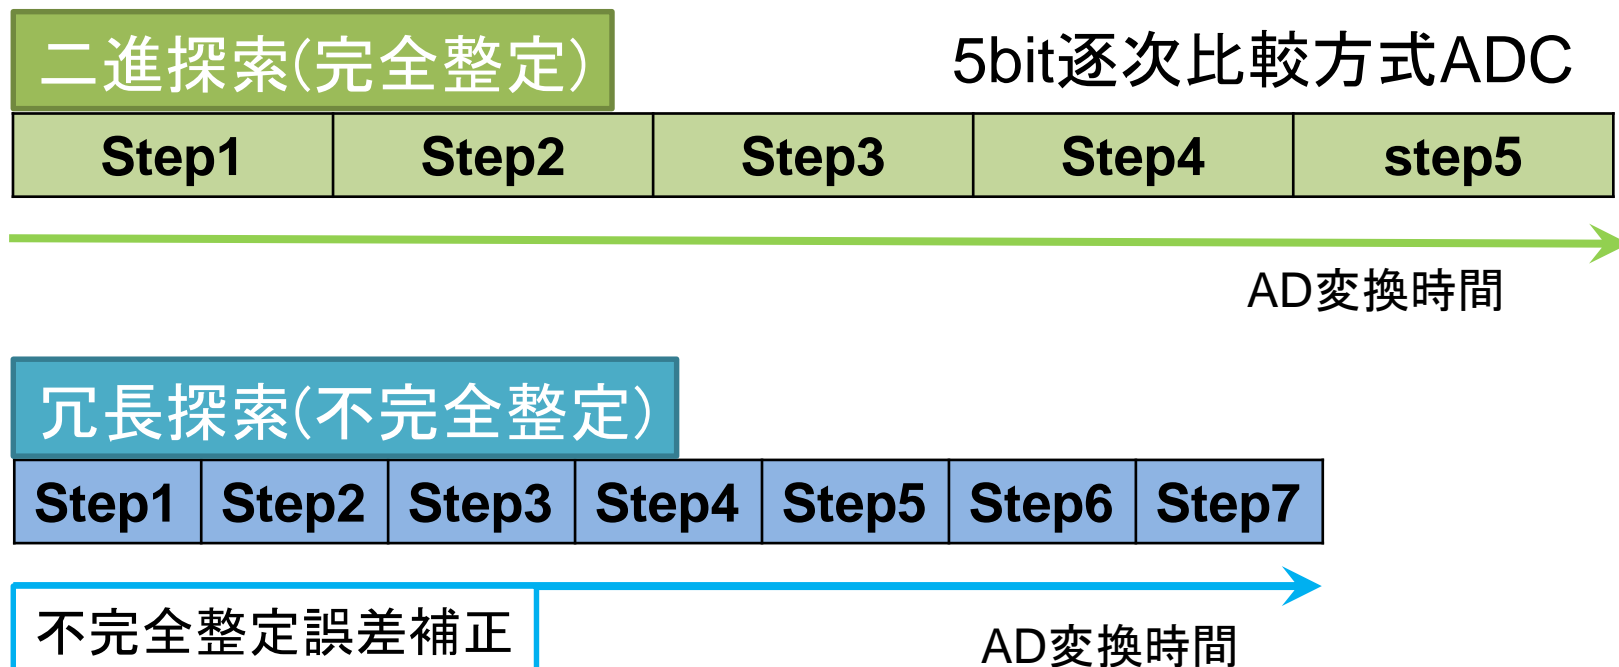 二進探索(完全整定)
5bit逐次比較方式ADC
Step1 Step2 Step3 Step4 step5
AD変換時間
冗長探索(不完全整定)
Step1 Step2 Step3 Step4 Step5 Step6 Step7
不完全整定誤差補正
AD変換時間